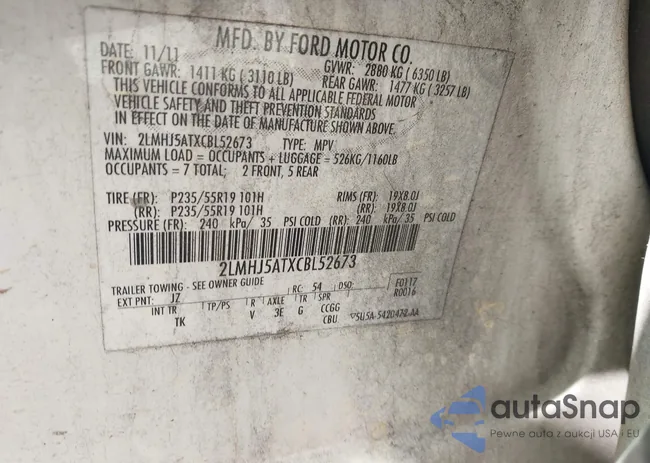 MFD. BY FORD MOTOR CO.
DATE: 11/11 GVWR: 2880 KG (6350 LB)
FRONT GAWR: 1411 KG (3110 LB) REAR GAWR: 1477 KG (3257 LB)
THIS VEHICLE CONFORMS TO ALL APPLICABLE FEDERAL MOTOR
VEHICLE SAFETY AND THEFT PREVENTION STANDARDS
IN EFFECT ON THE DATE OF MANUFACTURE SHOWN ABOVE.
VIN: 2LMHJ5ATXCBL52673 TYPE: MPV
MAXIMUM LOAD = OCCUPANTS + LUGGAGE = 526KG/1160LB
OCCUPANTS = 7 TOTAL; 2 FRONT, 5 REAR
TIRE (FR): P235/55R19 101H RIMS (FR): 19X8.0J
(RR): P235/55R19 101H (RR): 19X8.0J
PRESSURE (FR): 240 kPa/ 35 PSI COLD (RR): 240 kPa/ 35 PSI COLD
2LMHJ5ATXCBL52673
TRAILER TOWING - SEE OWNER GUIDE
EXT PNT: JZ RC: 54 DSO: F0117
R0016
INT TR TP/PS R AXLE TR SPR
TK V 3E G CCGG
CBU 5U5A-5420472-AA
autaSnap
Pewne auta z aukcji USA i EU